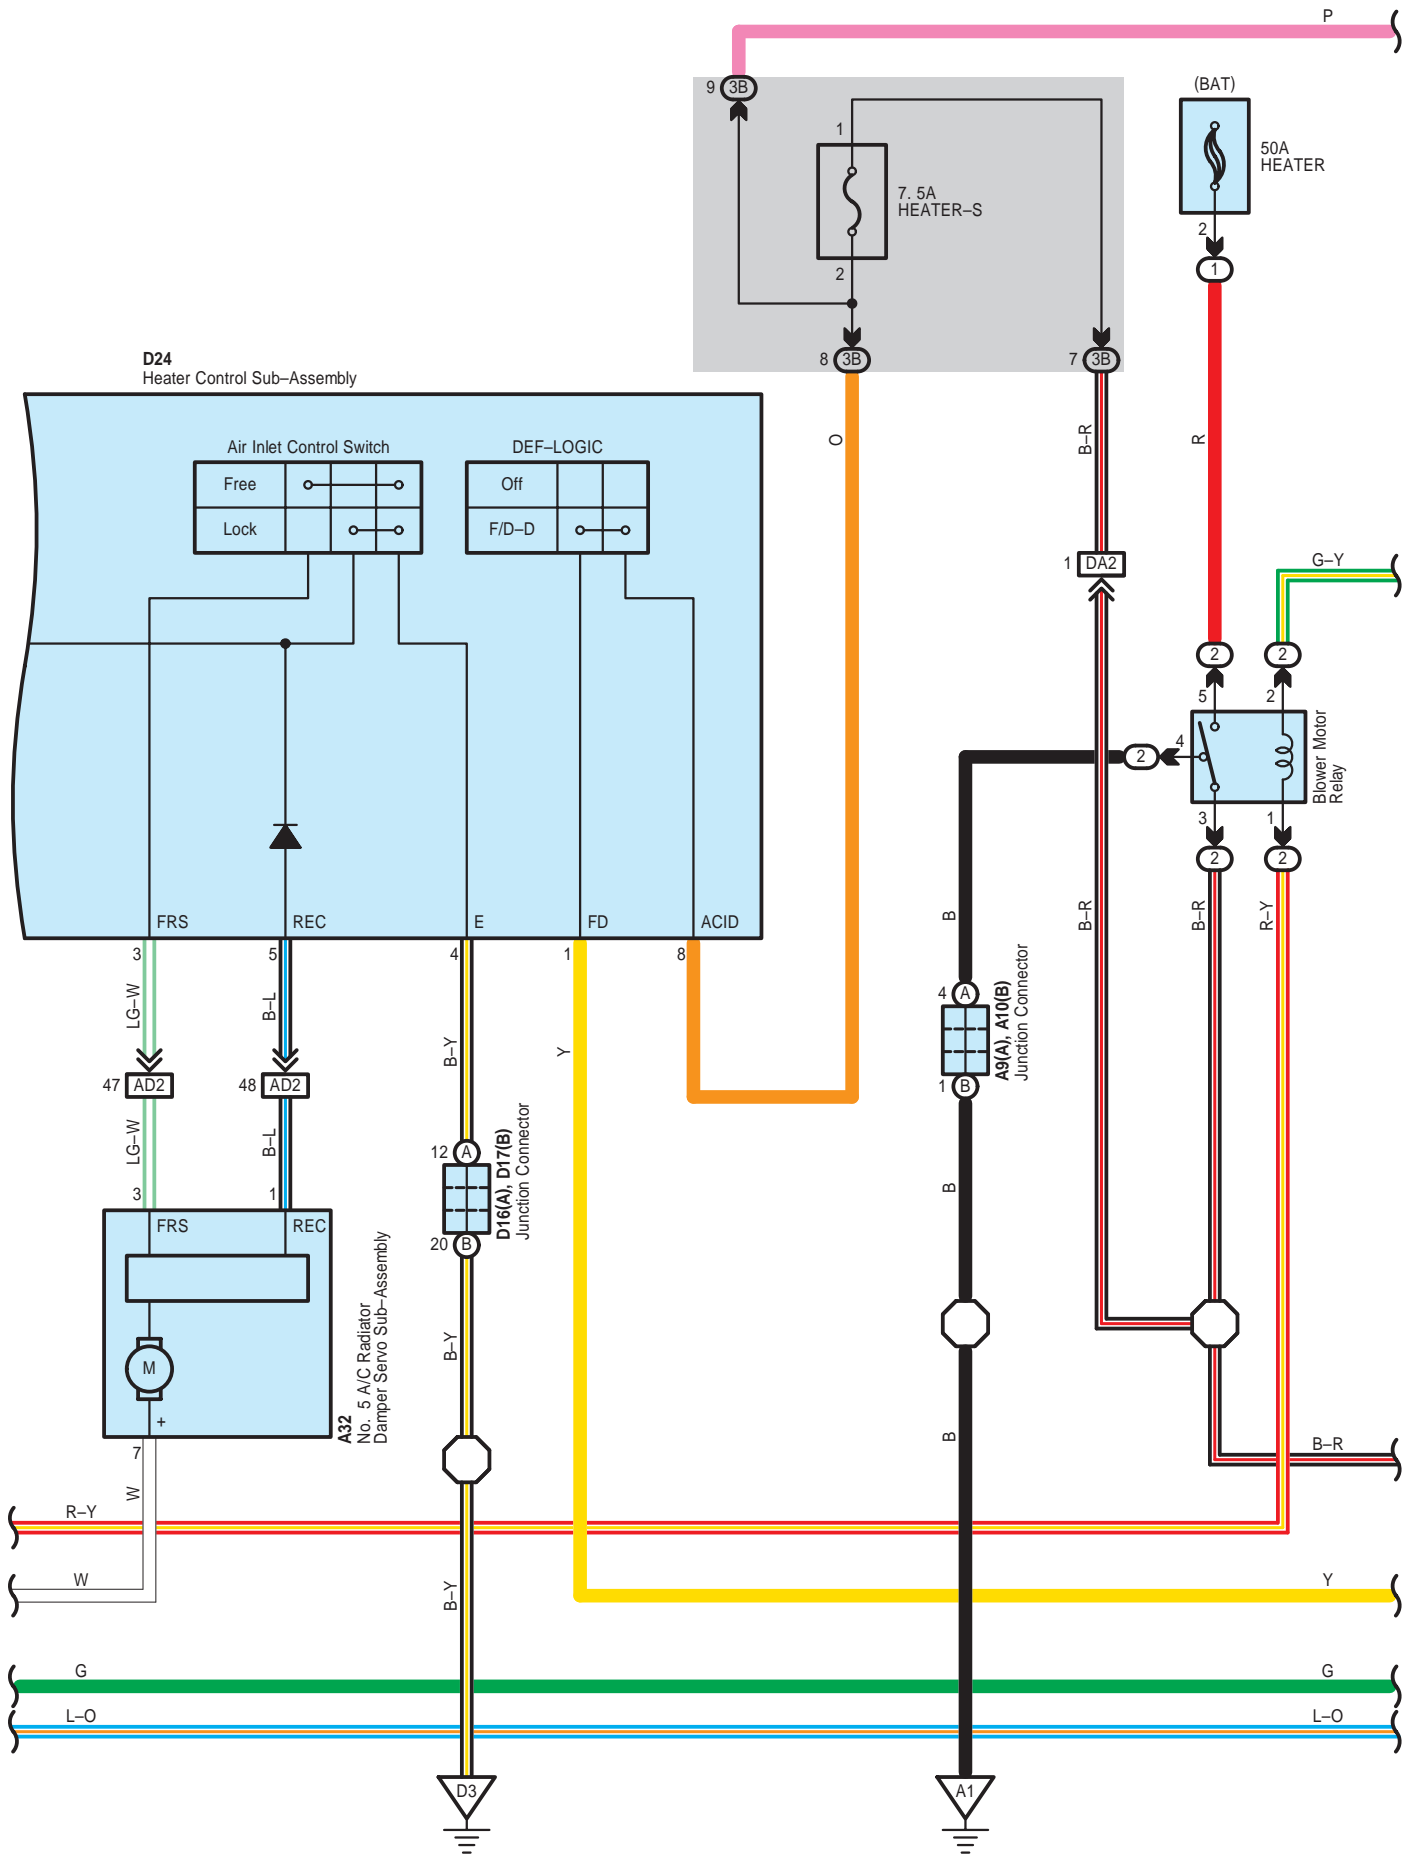 P
9
3B
(BAT)
1
7. 5A
HEATER–S
2
50A
HEATER
2
1
8
3B
7
3B
D24
Heater Control Sub–Assembly
Air Inlet Control Switch
DEF–LOGIC
Free
Lock
Off
F/D–D
O
B–R
R
1
DA2
G–Y
2
2
5
2
4
2
Blower Motor
Relay
3
1
2
2
FRS
REC
E
FD
ACID
3
5
4
1
8
LG–W
B–L
B–Y
Y
B
B–R
B–R
R–Y
4
A
A9(A), A10(B)
Junction Connector
1
B
47
AD2
48
AD2
LG–W
B–L
12
A
D16(A), D17(B)
Junction Connector
20
B
B
3
1
FRS
REC
M
+
A32
No. 5 A/C Radiator
Damper Servo Sub–Assembly
7
B–Y
B
B–R
W
R–Y
W
B–Y
Y
G
G
L–O
L–O
D3
A1